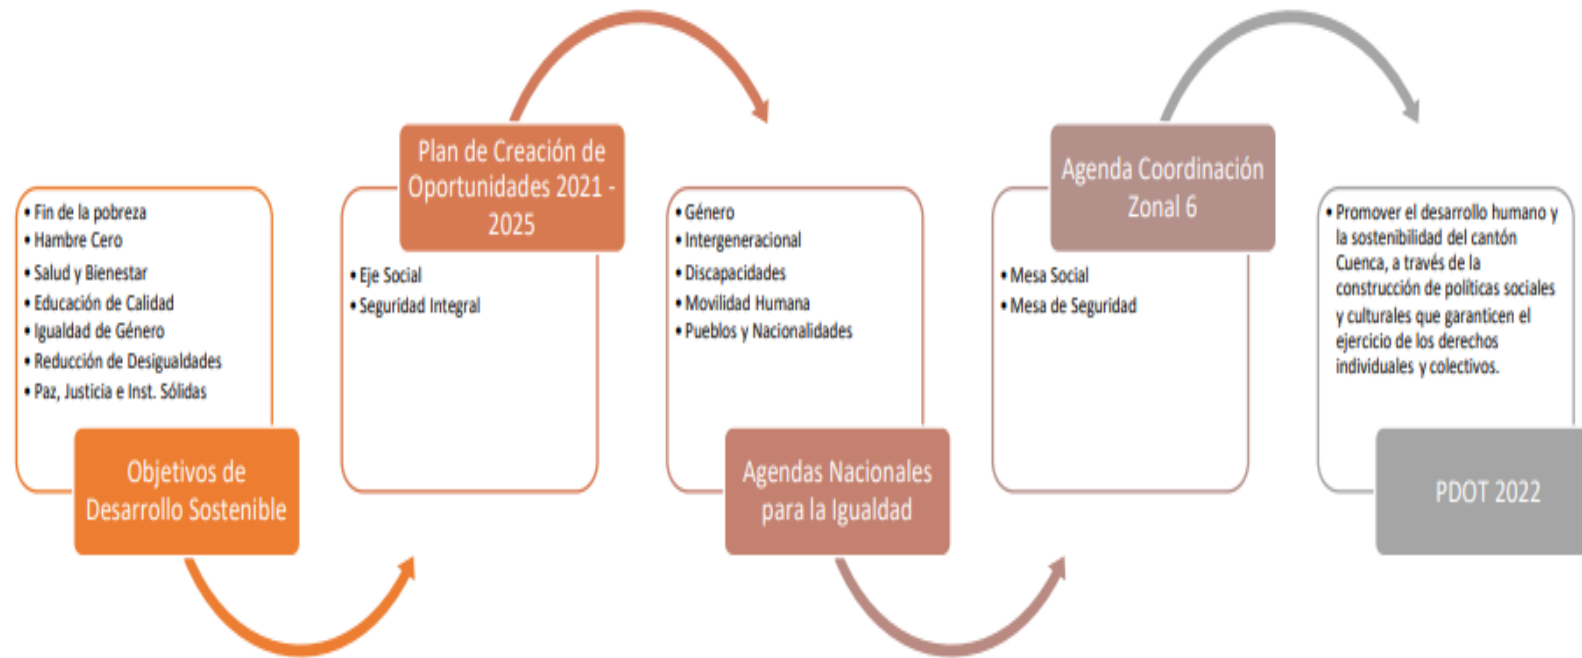 • Fin de la pobreza
• Hambre Cero
• Salud y Bienestar
• Educación de Calidad
• Igualdad de Género
• Reducción de Desigualdades
• Paz, Justicia e Inst. Sólidas
Objetivos de
Desarrollo Sostenible
Plan de Creación de
Oportunidades 2021 -
2025
• Eje Social
• Seguridad Integral
• Género
• Intergeneracional
• Discapacidades
• Movilidad Humana
• Pueblos y Nacionalidades
Agendas Nacionales
para la Igualdad
Agenda Coordinación
Zonal 6
• Mesa Social
• Mesa de Seguridad
• Promover el desarrollo humano y
la sostenibilidad del cantón
Cuenca, a través de la
construcción de políticas sociales
y culturales que garanticen el
ejercicio de los derechos
individuales y colectivos.
PDOT 2022